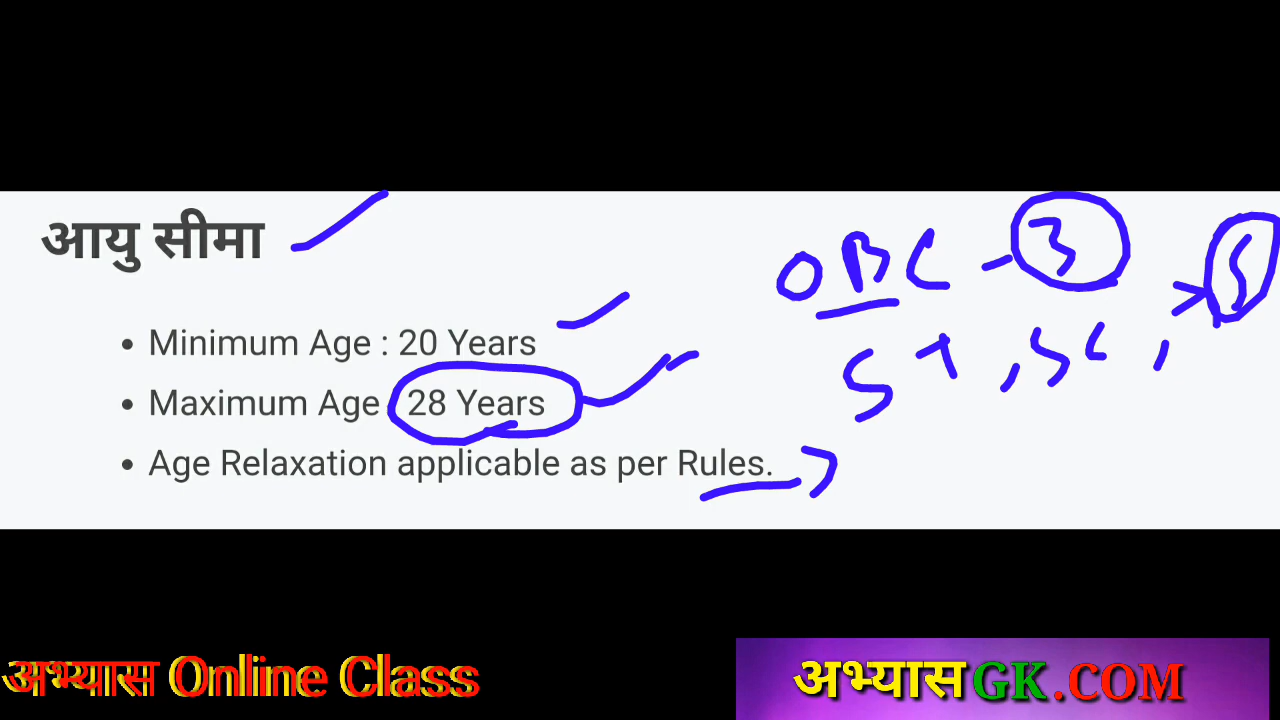 आयु सीमा
OBC - 3
• Minimum Age : 20 Years
ST, SC, → 5
• Maximum Age : 28 Years
• Age Relaxation applicable as per Rules.
अभ्यास Online Class
अभ्यासGK.COM